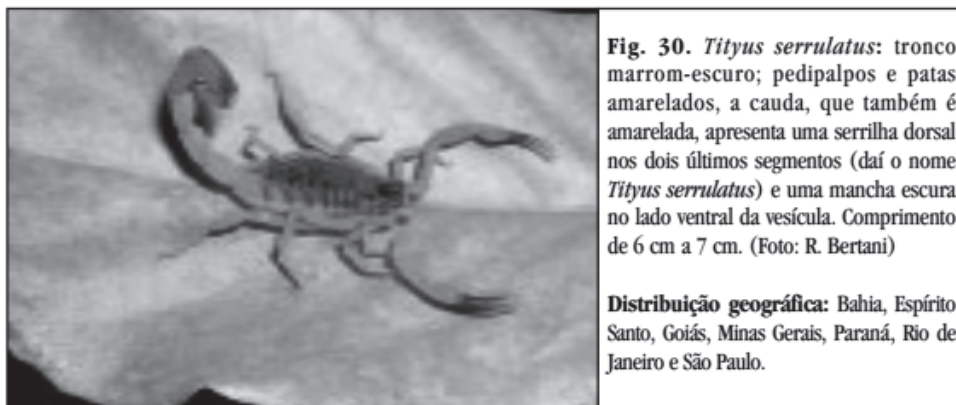 Fig. 30. Tityus serrulatus: tronco
marrom-escuro; pedipalpos e patas
amarelados, a cauda, que também é
amarelada, apresenta uma serrilha dorsal
nos dois últimos segmentos (daí o nome
Tityus serrulatus) e uma mancha escura
no lado ventral da vesícula. Comprimento
de 6 cm a 7 cm. (Foto: R. Bertani)
Distribuição geográfica: Bahia, Espírito
Santo, Goiás, Minas Gerais, Paraná, Rio de
Janeiro e São Paulo.